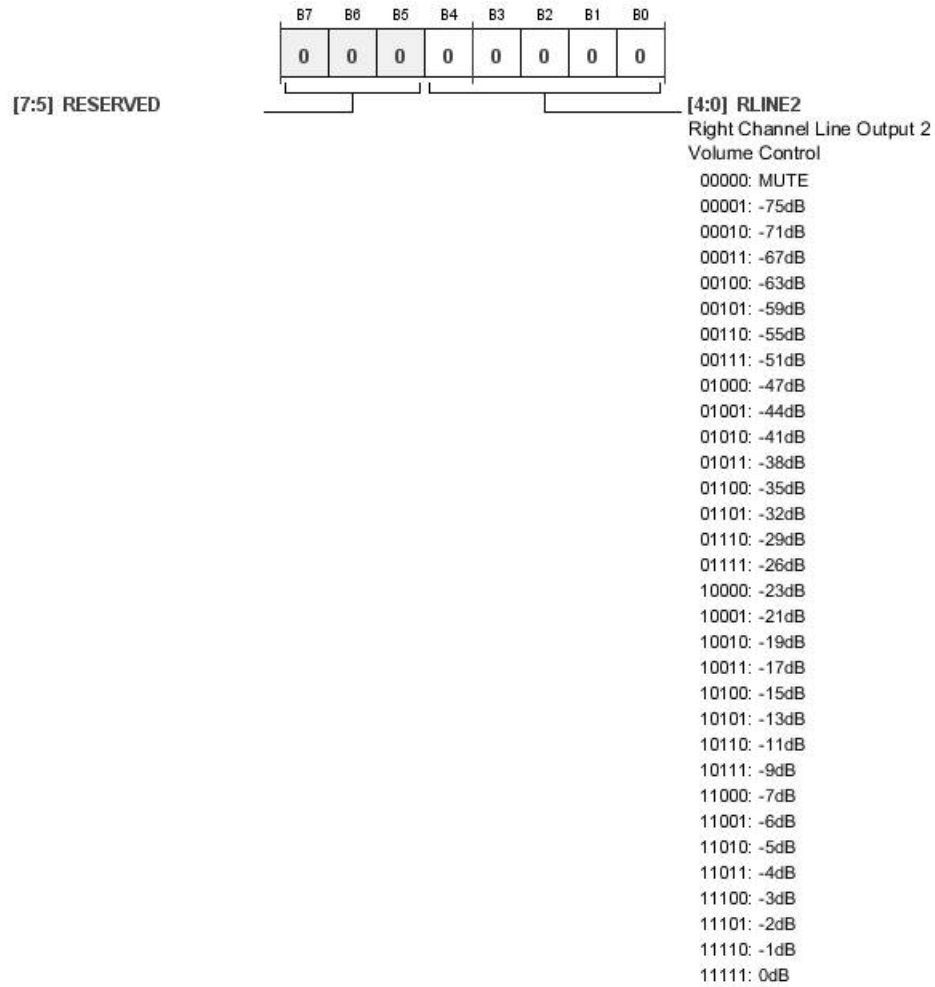 B7 B6 B5 B4 B3 B2 B1 B0
0 0 0 0 0 0 0 0
[7:5] RESERVED
[4:0] RLINE2
Right Channel Line Output 2
Volume Control
00000: MUTE
00001: -75dB
00010: -71dB
00011: -67dB
00100: -63dB
00101: -59dB
00110: -55dB
00111: -51dB
01000: -47dB
01001: -44dB
01010: -41dB
01011: -38dB
01100: -35dB
01101: -32dB
01110: -29dB
01111: -26dB
10000: -23dB
10001: -21dB
10010: -19dB
10011: -17dB
10100: -15dB
10101: -13dB
10110: -11dB
10111: -9dB
11000: -7dB
11001: -6dB
11010: -5dB
11011: -4dB
11100: -3dB
11101: -2dB
11110: -1dB
11111: 0dB